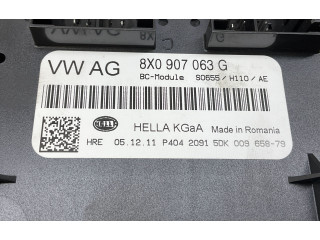 VW AG 8X0 907 063 G
BC-Module S0655/H110/AE
HELLA
HELLA KGaA Made in Romania
HRE 05.12.11 P404 2091 5DK 009 658-79